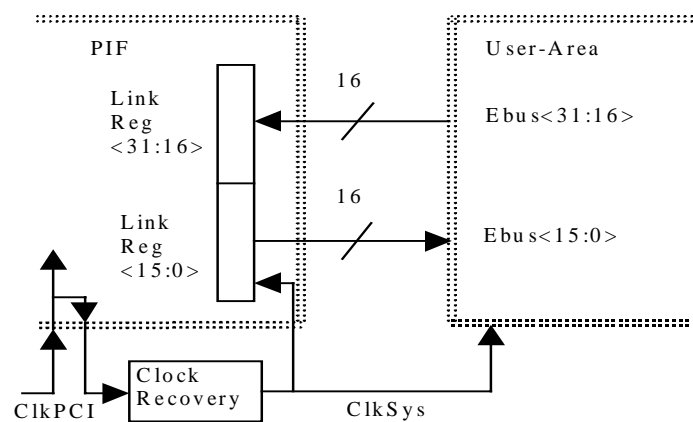 PIF
User-Area
16
Link
Reg
<31:16>
Ebus<31:16>
16
Link
Reg
<15:0>
Ebus<15:0>
Clock
Recovery
ClkPCI
ClkSys